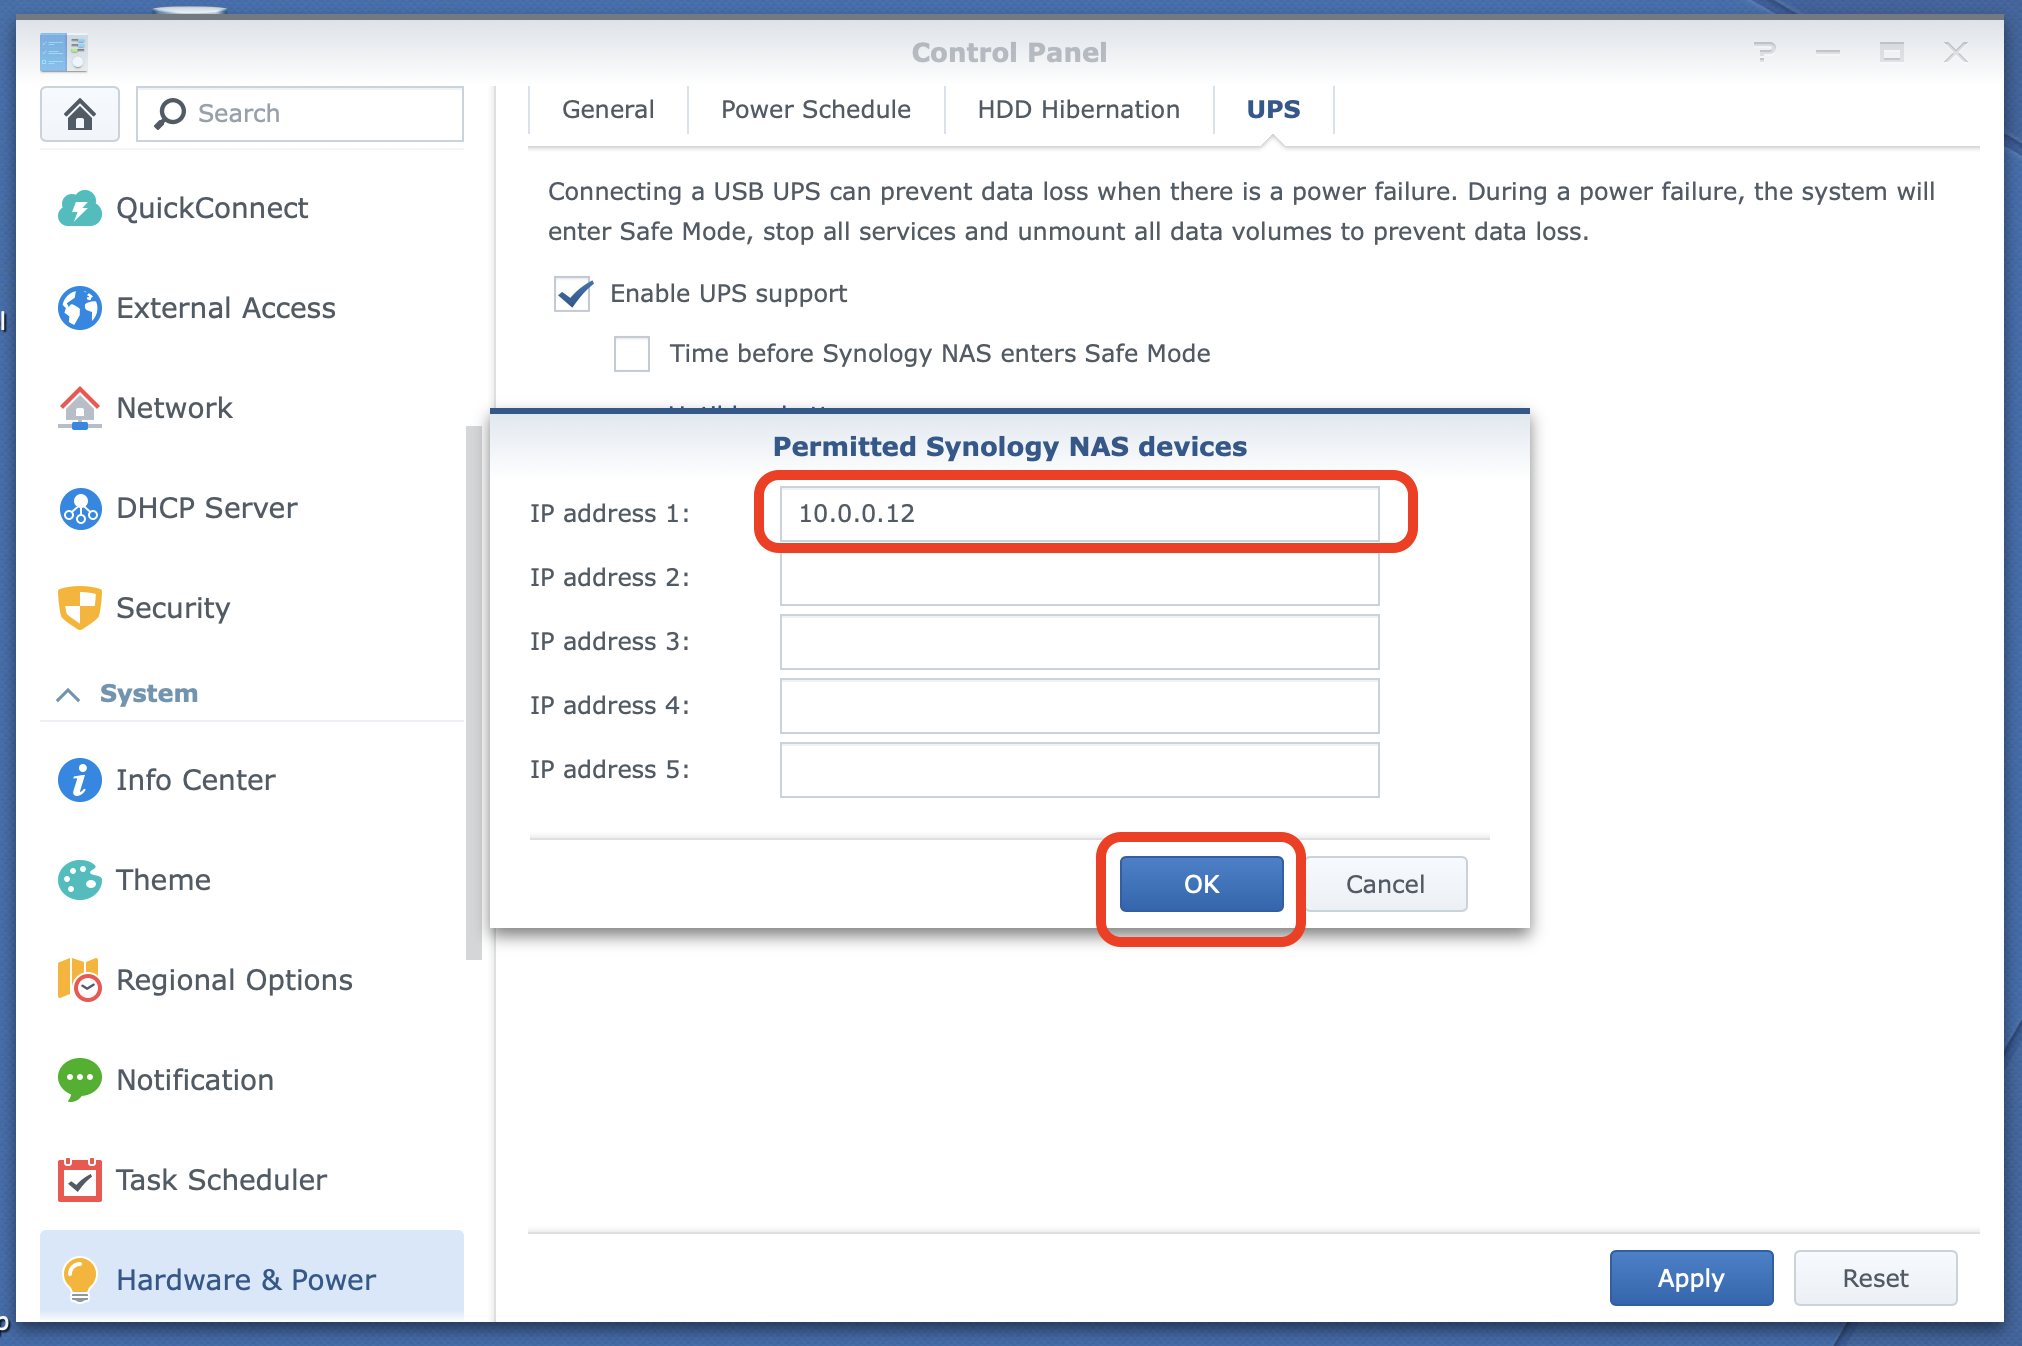 Control Panel
Search
General
Power Schedule
HDD Hibernation
UPS
QuickConnect
External Access
Network
DHCP Server
Security
System
Info Center
Theme
Regional Options
Notification
Task Scheduler
Hardware & Power
Connecting a USB UPS can prevent data loss when there is a power failure. During a power failure, the system will
enter Safe Mode, stop all services and unmount all data volumes to prevent data loss.
Enable UPS support
Time before Synology NAS enters Safe Mode
Permitted Synology NAS devices
IP address 1:
10.0.0.12
IP address 2:
IP address 3:
IP address 4:
IP address 5:
OK
Cancel
Apply
Reset